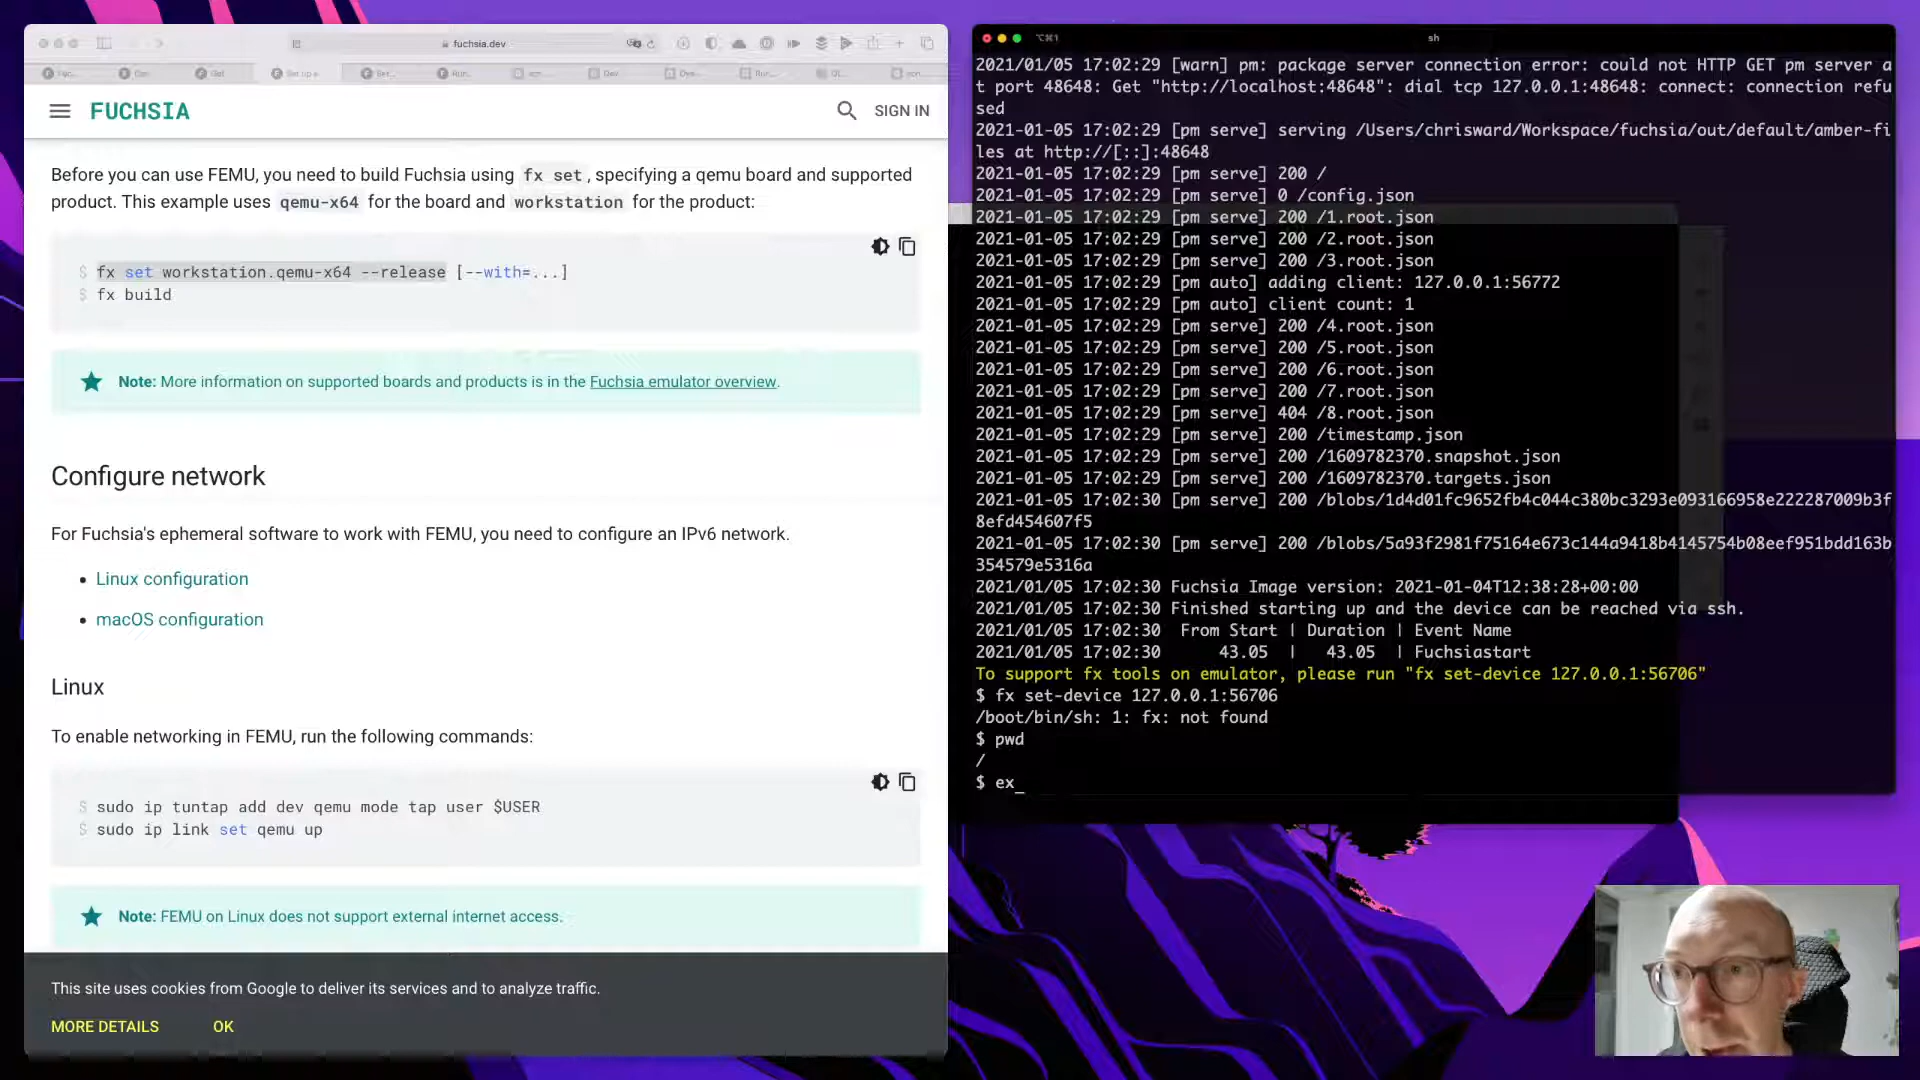 fuchsia.dev
FUCHSIA
SIGN IN
Before you can use FEMU, you need to build Fuchsia using fx set , specifying a qemu board and supported
product. This example uses qemu-x64 for the board and workstation for the product:
$ fx set workstation.qemu-x64 --release [--with=...]
$ fx build
Note: More information on supported boards and products is in the Fuchsia emulator overview.
Configure network
For Fuchsia's ephemeral software to work with FEMU, you need to configure an IPv6 network.
• Linux configuration
• macOS configuration
Linux
To enable networking in FEMU, run the following commands:
$ sudo ip tuntap add dev qemu mode tap user $USER
$ sudo ip link set qemu up
Note: FEMU on Linux does not support external internet access.
This site uses cookies from Google to deliver its services and to analyze traffic.
MORE DETAILS
OK
⌥⌘1
sh
2021/01/05 17:02:29 [warn] pm: package server connection error: could not HTTP GET pm server a
t port 48648: Get "http://localhost:48648": dial tcp 127.0.0.1:48648: connect: connection refu
sed
2021-01-05 17:02:29 [pm serve] serving /Users/chrisward/Workspace/fuchsia/out/default/amber-fi
les at http://[::]:48648
2021-01-05 17:02:29 [pm serve] 200 /
2021-01-05 17:02:29 [pm serve] 0 /config.json
2021-01-05 17:02:29 [pm serve] 200 /1.root.json
2021-01-05 17:02:29 [pm serve] 200 /2.root.json
2021-01-05 17:02:29 [pm serve] 200 /3.root.json
2021-01-05 17:02:29 [pm auto] adding client: 127.0.0.1:56772
2021-01-05 17:02:29 [pm auto] client count: 1
2021-01-05 17:02:29 [pm serve] 200 /4.root.json
2021-01-05 17:02:29 [pm serve] 200 /5.root.json
2021-01-05 17:02:29 [pm serve] 200 /6.root.json
2021-01-05 17:02:29 [pm serve] 200 /7.root.json
2021-01-05 17:02:29 [pm serve] 404 /8.root.json
2021-01-05 17:02:29 [pm serve] 200 /timestamp.json
2021-01-05 17:02:29 [pm serve] 200 /1609782370.snapshot.json
2021-01-05 17:02:29 [pm serve] 200 /1609782370.targets.json
2021-01-05 17:02:30 [pm serve] 200 /blobs/1d4d01fc9652fb4c044c380bc3293e093166958e222287009b3f
8efd454607f5
2021-01-05 17:02:30 [pm serve] 200 /blobs/5a93f2981f75164e673c144a9418b4145754b08eef951bdd163b
354579e5316a
2021/01/05 17:02:30 Fuchsia Image version: 2021-01-04T12:38:28+00:00
2021/01/05 17:02:30 Finished starting up and the device can be reached via ssh.
2021/01/05 17:02:30 From Start | Duration | Event Name
2021/01/05 17:02:30 43.05 | 43.05 | Fuchsiastart
To support fx tools on emulator, please run "fx set-device 127.0.0.1:56706"
$ fx set-device 127.0.0.1:56706
/boot/bin/sh: 1: fx: not found
$ pwd
/
$ ex_